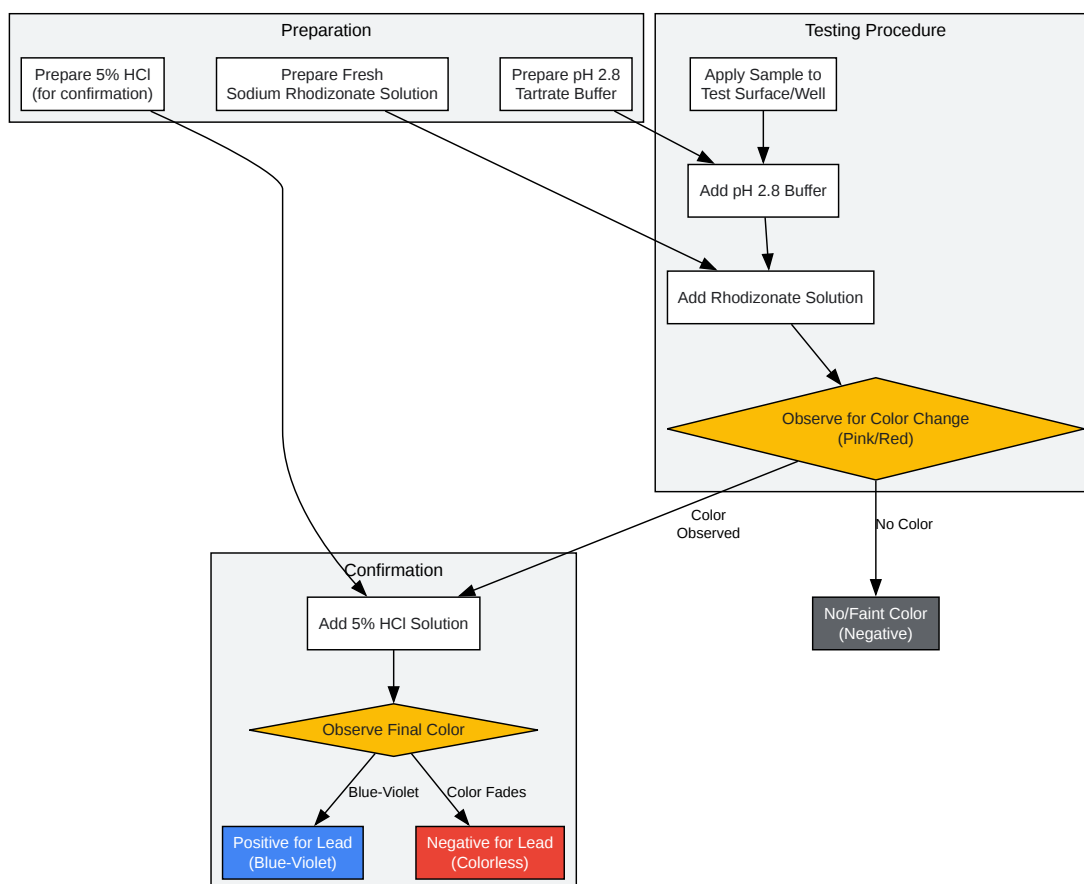 Preparation
Testing Procedure
Prepare 5% HCl
(for confirmation)
Prepare Fresh
Sodium Rhodizonate Solution
Prepare pH 2.8
Tartrate Buffer
Apply Sample to
Test Surface/Well
Add pH 2.8 Buffer
Add Rhodizonate Solution
Observe for Color Change
(Pink/Red)
Color
Observed
No Color
Confirmation
Add 5% HCl Solution
No/Faint Color
(Negative)
Observe Final Color
Blue-Violet
Color Fades
Positive for Lead
(Blue-Violet)
Negative for Lead
(Colorless)